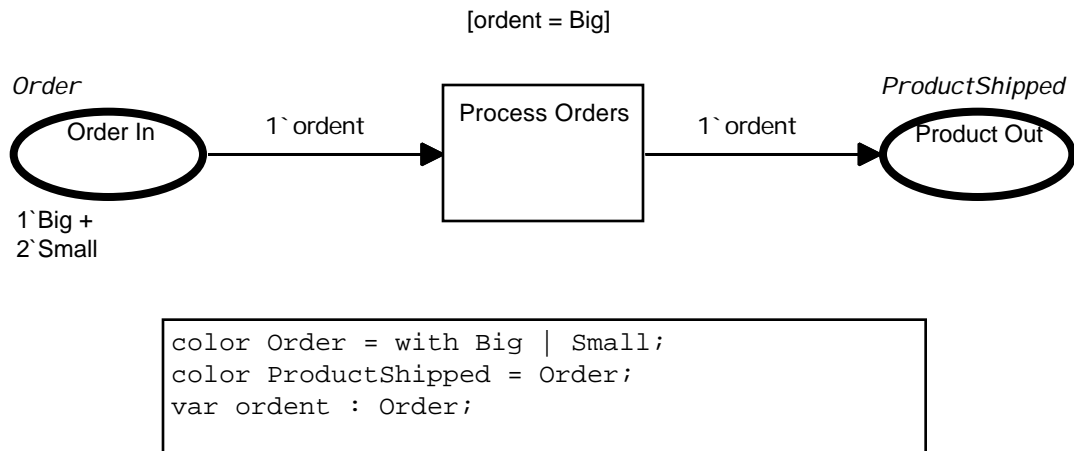 [ordent = Big]
Order
ProductShipped
Order In
1`ordent
Process Orders
1`ordent
Product Out
1`Big +
2`Small
color Order = with Big | Small;
color ProductShipped = Order;
var ordent : Order;